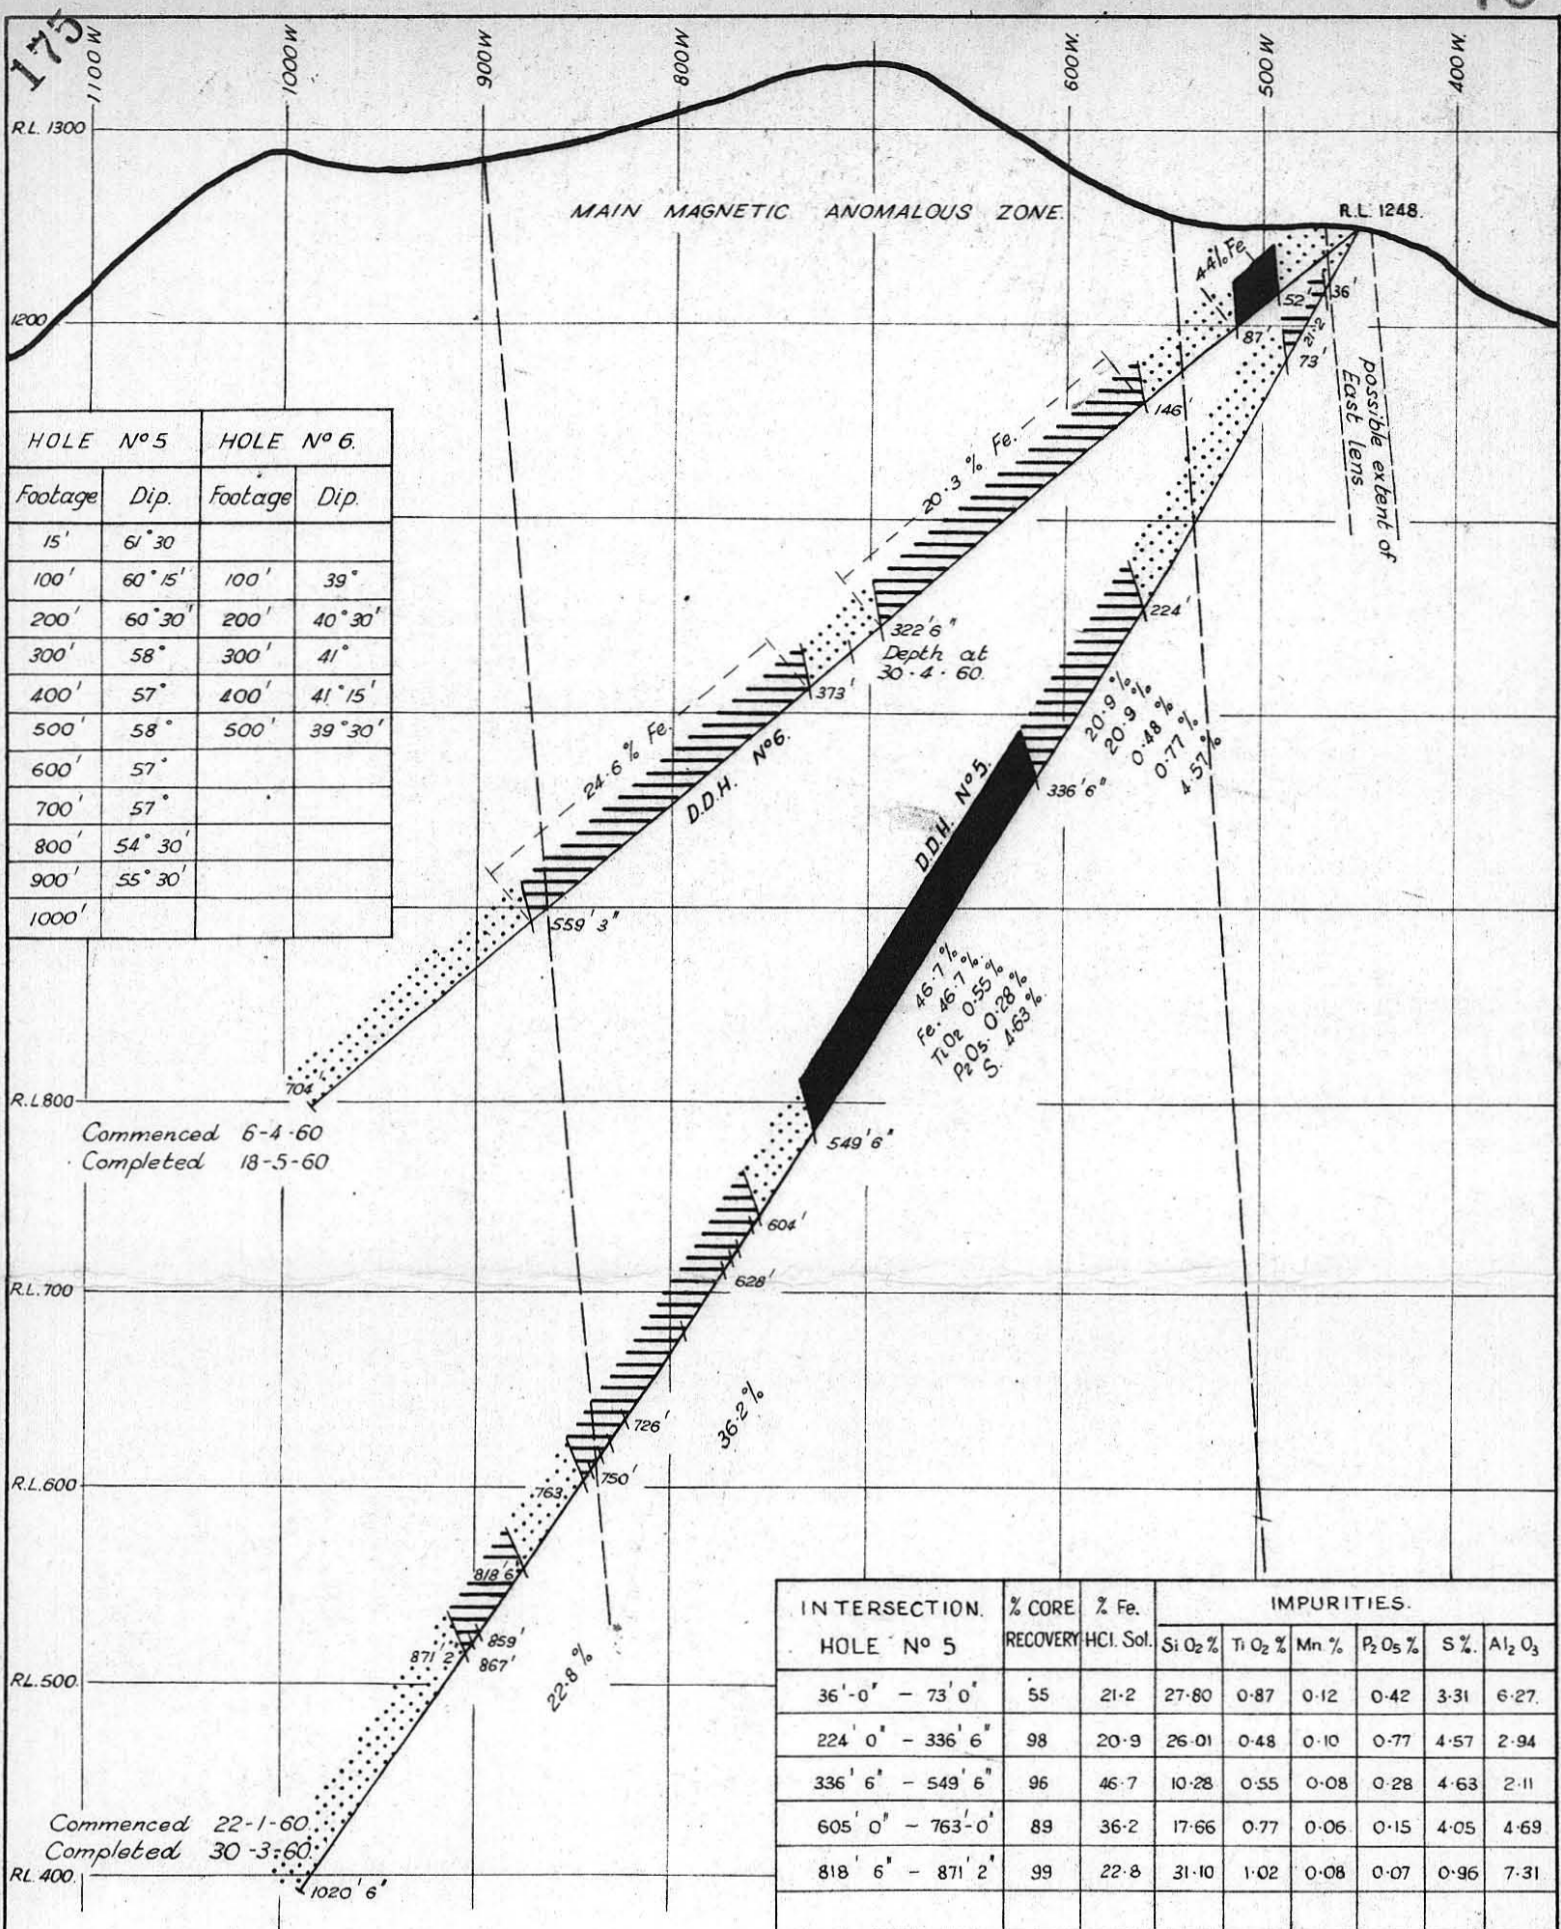 175
1100 W
1000 W
900 W
800 W
600 W.
500 W
400 W.
R.L. 1300
MAIN MAGNETIC ANOMALOUS ZONE.
R.L. 1248.
44% Fe
1200
52'
36'
87'
21·2
73'
possible extent of
East lens
146'
20·3 % Fe.
224'
322'6"
Depth at
30·4·60.
373'
24·6 % Fe.
D.D.H. Nº6.
559'3"
704'
R.L.800
Commenced 6-4-60
Completed 18-5-60
HOLE Nº5 HOLE Nº6.
Footage Dip. Footage Dip.
15' 61°30
100' 60°15' 100' 39°
200' 60°30' 200' 40°30'
300' 58° 300' 41°
400' 57° 400' 41°15'
500' 58° 500' 39°30'
600' 57°
700' 57°
800' 54°30'
900' 55°30'
1000'
20·9 %
20·9 %
0·48 %
0·77 %
4·57 %
336'6"
D.D.H. Nº5.
46·7 %
Fe. 46·7 %.
TiO2 0·55 %
P2O5. 0·28 %
S. 4·63 %.
549'6"
604'
628'
R.L.700
726'
36·2 %
750'
763
R.L.600
818'6"
859'
867'
871'2"
22·8 %
R.L.500
Commenced 22-1-60.
Completed 30-3-60.
R.L.400.
1020'6"
INTERSECTION. HOLE Nº 5 % CORE RECOVERY % Fe. HCl. Sol. IMPURITIES.
SiO2 % TiO2 % Mn. % P2O5 % S %. Al2O3
36'-0" - 73'0" 55 21·2 27·80 0·87 0·12 0·42 3·31 6·27.
224'0" - 336'6" 98 20·9 26·01 0·48 0·10 0·77 4·57 2·94
336'6" - 549'6" 96 46·7 10·28 0·55 0·08 0·28 4·63 2·11
605'0" - 763-0" 89 36·2 17·66 0·77 0·06 0·15 4·05 4·69
818'6" - 871'2" 99 22·8 31·10 1·02 0·08 0·07 0·96 7·31